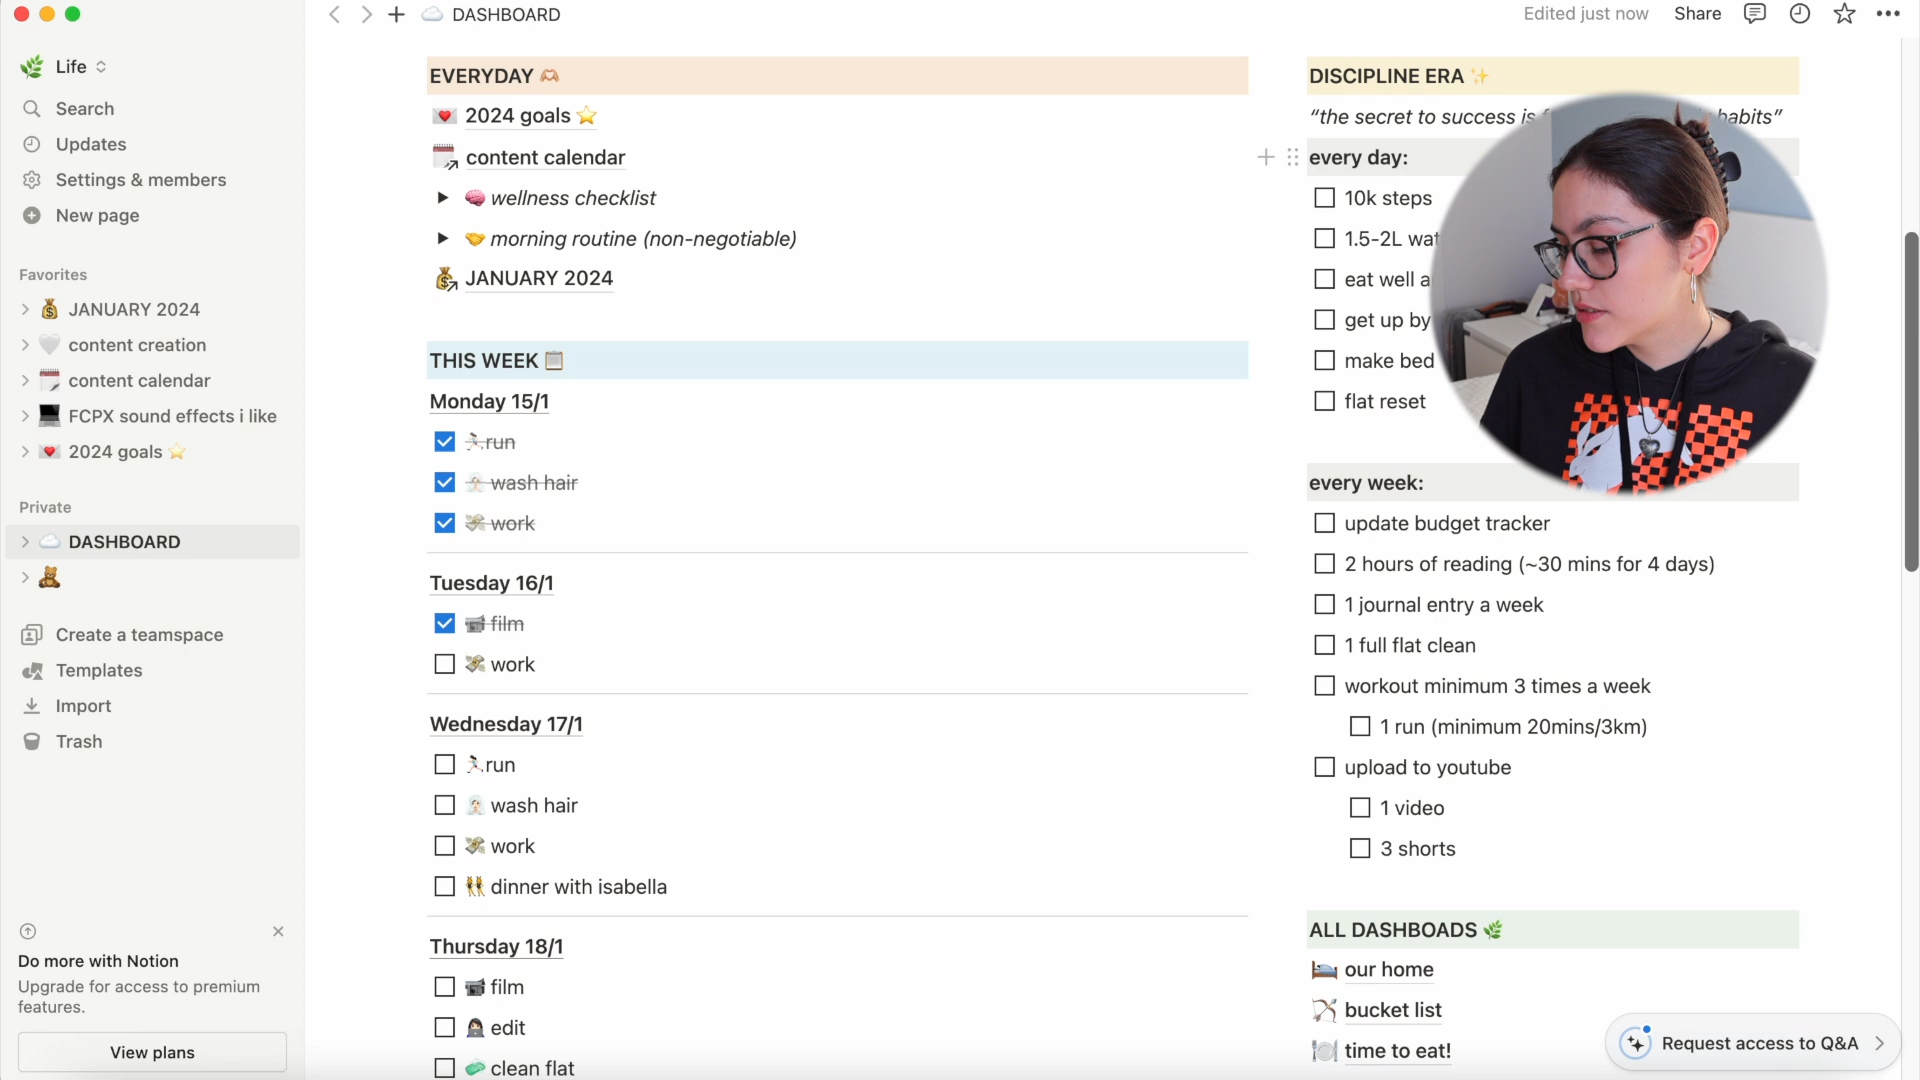 DASHBOARD
Edited just now
Share
Life
Search
Updates
Settings & members
New page
Favorites
JANUARY 2024
content creation
content calendar
FCPX sound effects i like
2024 goals
Private
DASHBOARD
Create a teamspace
Templates
Import
Trash
Do more with Notion
Upgrade for access to premium
features.
View plans
EVERYDAY
2024 goals
content calendar
wellness checklist
morning routine (non-negotiable)
JANUARY 2024
THIS WEEK
Monday 15/1
run
wash hair
work
Tuesday 16/1
film
work
Wednesday 17/1
run
wash hair
work
dinner with isabella
Thursday 18/1
film
edit
clean flat
DISCIPLINE ERA
“the secret to success is habits”
every day:
10k steps
1.5-2L
eat well
get up by
make bed
flat reset
every week:
update budget tracker
2 hours of reading (~30 mins for 4 days)
1 journal entry a week
1 full flat clean
workout minimum 3 times a week
1 run (minimum 20mins/3km)
upload to youtube
1 video
3 shorts
ALL DASHBOADS
our home
bucket list
time to eat!
Request access to Q&A